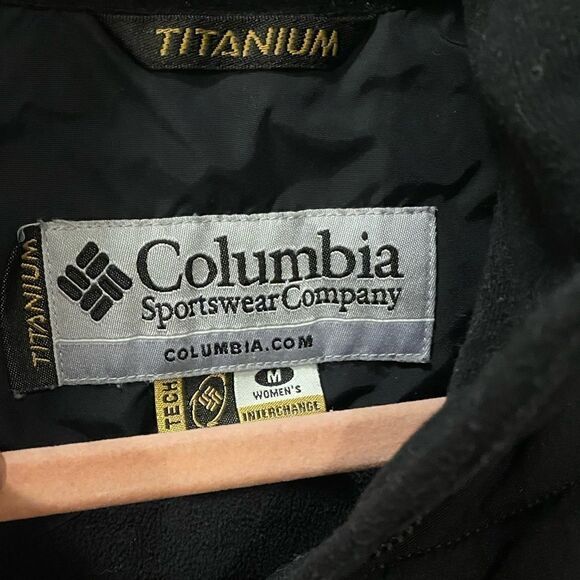 TITANIUM
TITANIUM
Columbia
Sportswear Company
COLUMBIA.COM
TECH
M
WOMEN'S
INTERCHANGE